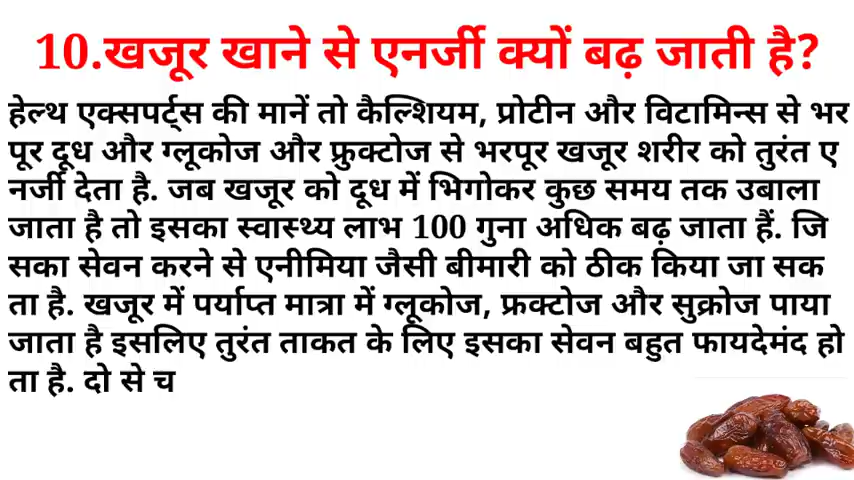 10.खजूर खाने से एनर्जी क्यों बढ़ जाती है?
हेल्थ एक्सपर्ट्स की मानें तो कैल्शियम, प्रोटीन और विटामिन्स से भर
पूर दूध और ग्लूकोज और फ्रुक्टोज से भरपूर खजूर शरीर को तुरंत ए
नर्जी देता है. जब खजूर को दूध में भिगोकर कुछ समय तक उबाला
जाता है तो इसका स्वास्थ्य लाभ 100 गुना अधिक बढ़ जाता हैं. जि
सका सेवन करने से एनीमिया जैसी बीमारी को ठीक किया जा सक
ता है. खजूर में पर्याप्त मात्रा में ग्लूकोज, फ्रक्टोज और सुक्रोज पाया
जाता है इसलिए तुरंत ताकत के लिए इसका सेवन बहुत फायदेमंद हो
ता है. दो से च